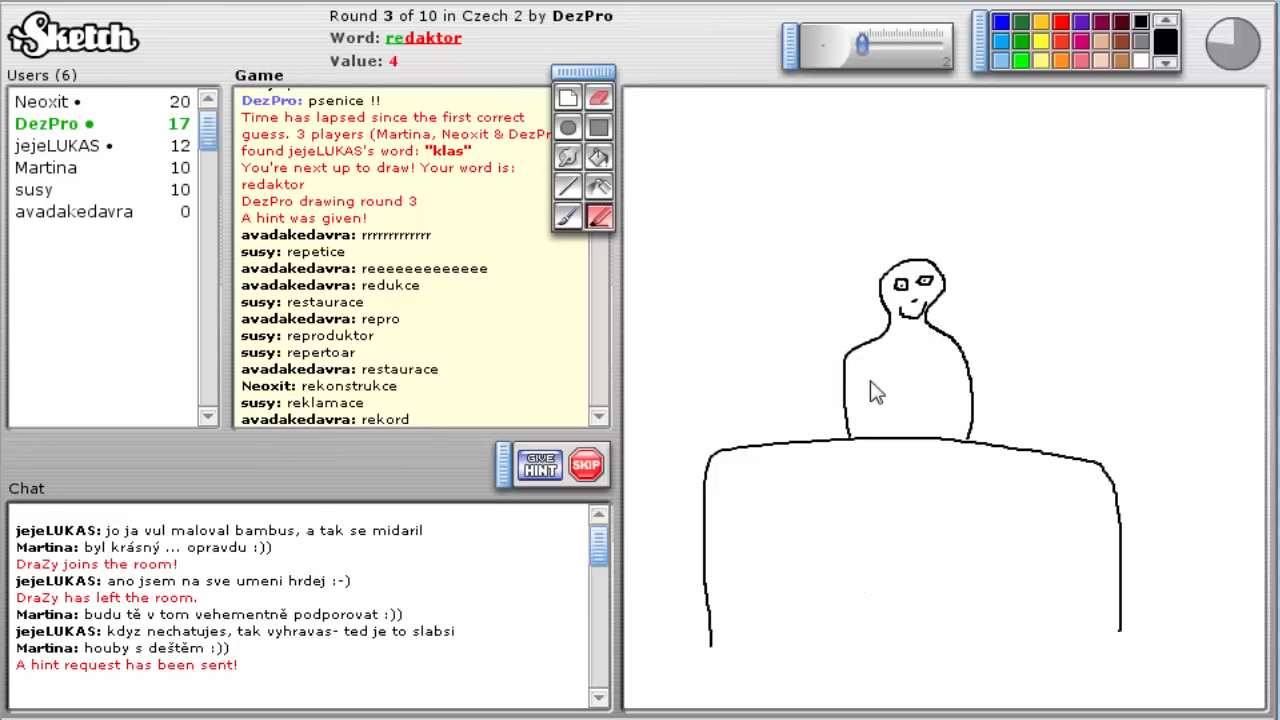 iSketch
Round 3 of 10 in Czech 2 by DezPro
Word: redaktor
Value: 4
Users (6)
Neoxit • 20
DezPro • 17
jejeLUKAS • 12
Martina 10
susy 10
avadakedavra 0
Game
DezPro: psenice !!
Time has lapsed since the first correct
guess. 3 players (Martina, Neoxit & DezPr
found jejeLUKAS's word: "klas"
You're next up to draw! Your word is:
redaktor
DezPro drawing round 3
A hint was given!
avadakedavra: rrrrrrrrrrrr
susy: repetice
avadakedavra: reeeeeeeeeeeee
avadakedavra: redukce
susy: restaurace
avadakedavra: repro
susy: reproduktor
susy: repertoar
avadakedavra: restaurace
Neoxit: rekonstrukce
susy: reklamace
avadakedavra: rekord
GIVE
HINT
SKIP
Chat
jejeLUKAS: jo ja vul maloval bambus, a tak se midaril
Martina: byl krásný ... opravdu :))
DraZy joins the room!
jejeLUKAS: ano jsem na sve umeni hrdej :-)
DraZy has left the room.
Martina: budu tě v tom vehementně podporovat :))
jejeLUKAS: kdyz nechatujes, tak vyhravas- ted je to slabsi
Martina: houby s deštěm :))
A hint request has been sent!
2